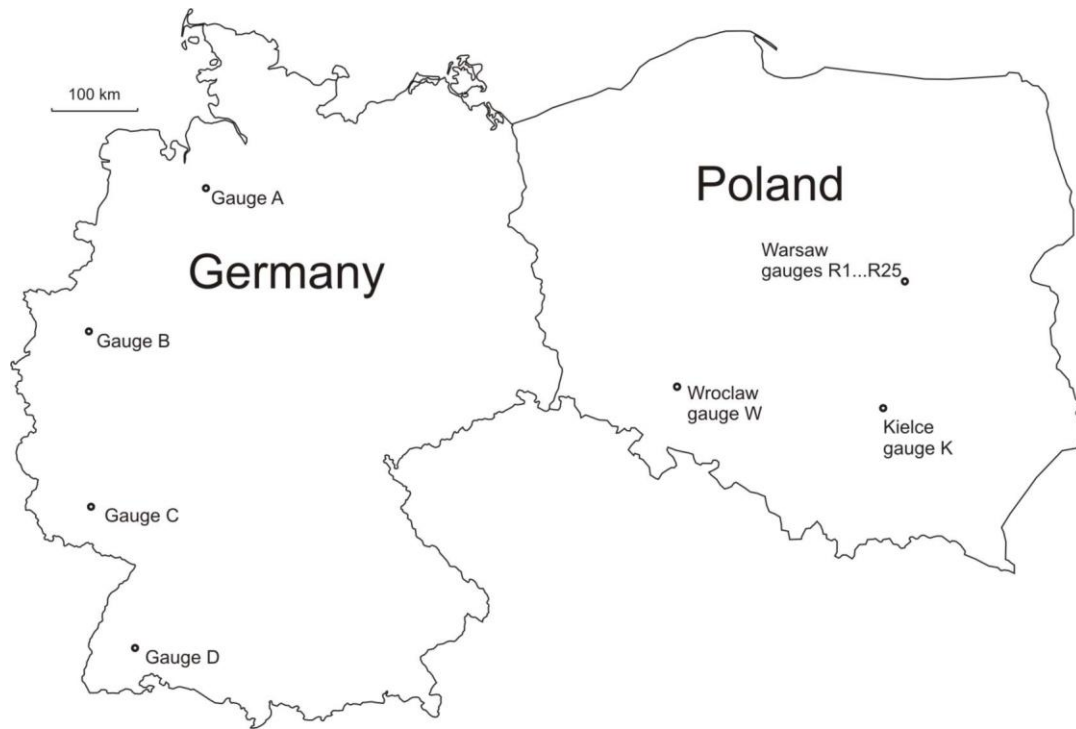 100 km
Gauge A
Germany
Gauge B
Gauge C
Gauge D
Poland
Warsaw
gauges R1...R25
Wroclaw
gauge W
Kielce
gauge K